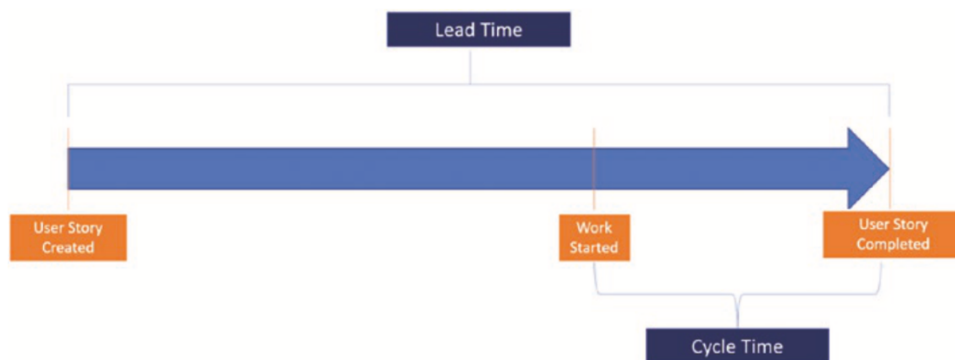 Lead Time
User Story
Created
Work
Started
User Story
Completed
Cycle Time